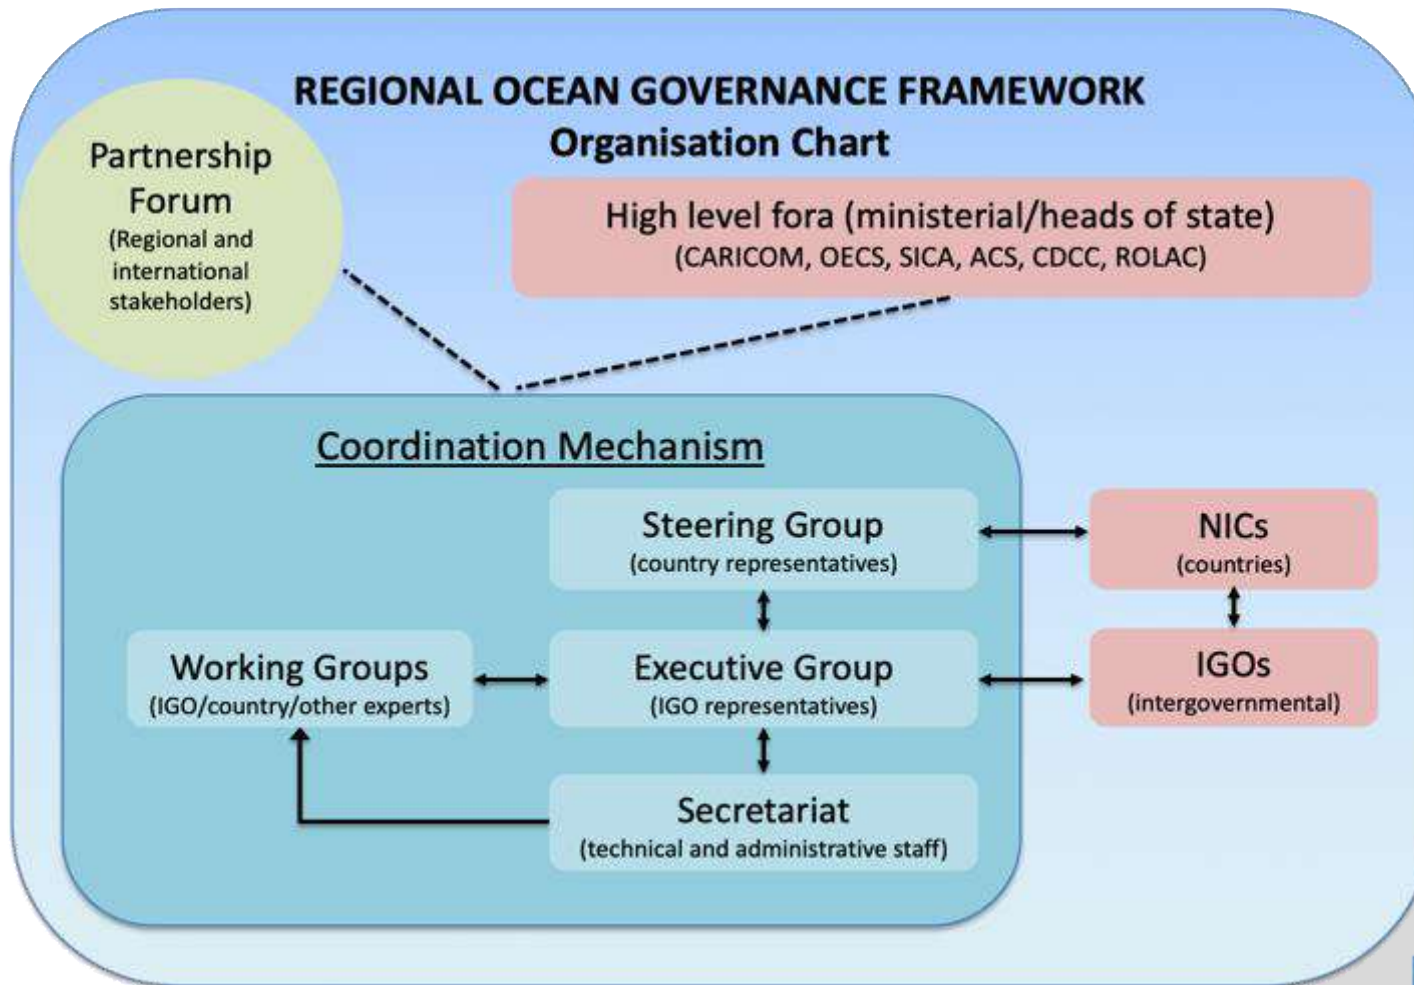 REGIONAL OCEAN GOVERNANCE FRAMEWORK
Organisation Chart
Partnership
Forum
(Regional and
international
stakeholders)
High level fora (ministerial/heads of state)
(CARICOM, OECS, SICA, ACS, CDCC, ROLAC)
Coordination Mechanism
Steering Group
(country representatives)
NICs
(countries)
Working Groups
(IGO/country/other experts)
Executive Group
(IGO representatives)
IGOs
(intergovernmental)
Secretariat
(technical and administrative staff)